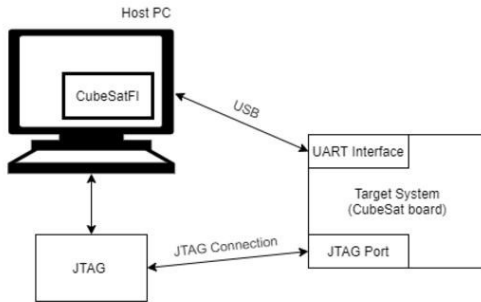 Host PC
CubeSatFI
USB
UART Interface
Target System
(CubeSat board)
JTAG Connection
JTAG Port
JTAG